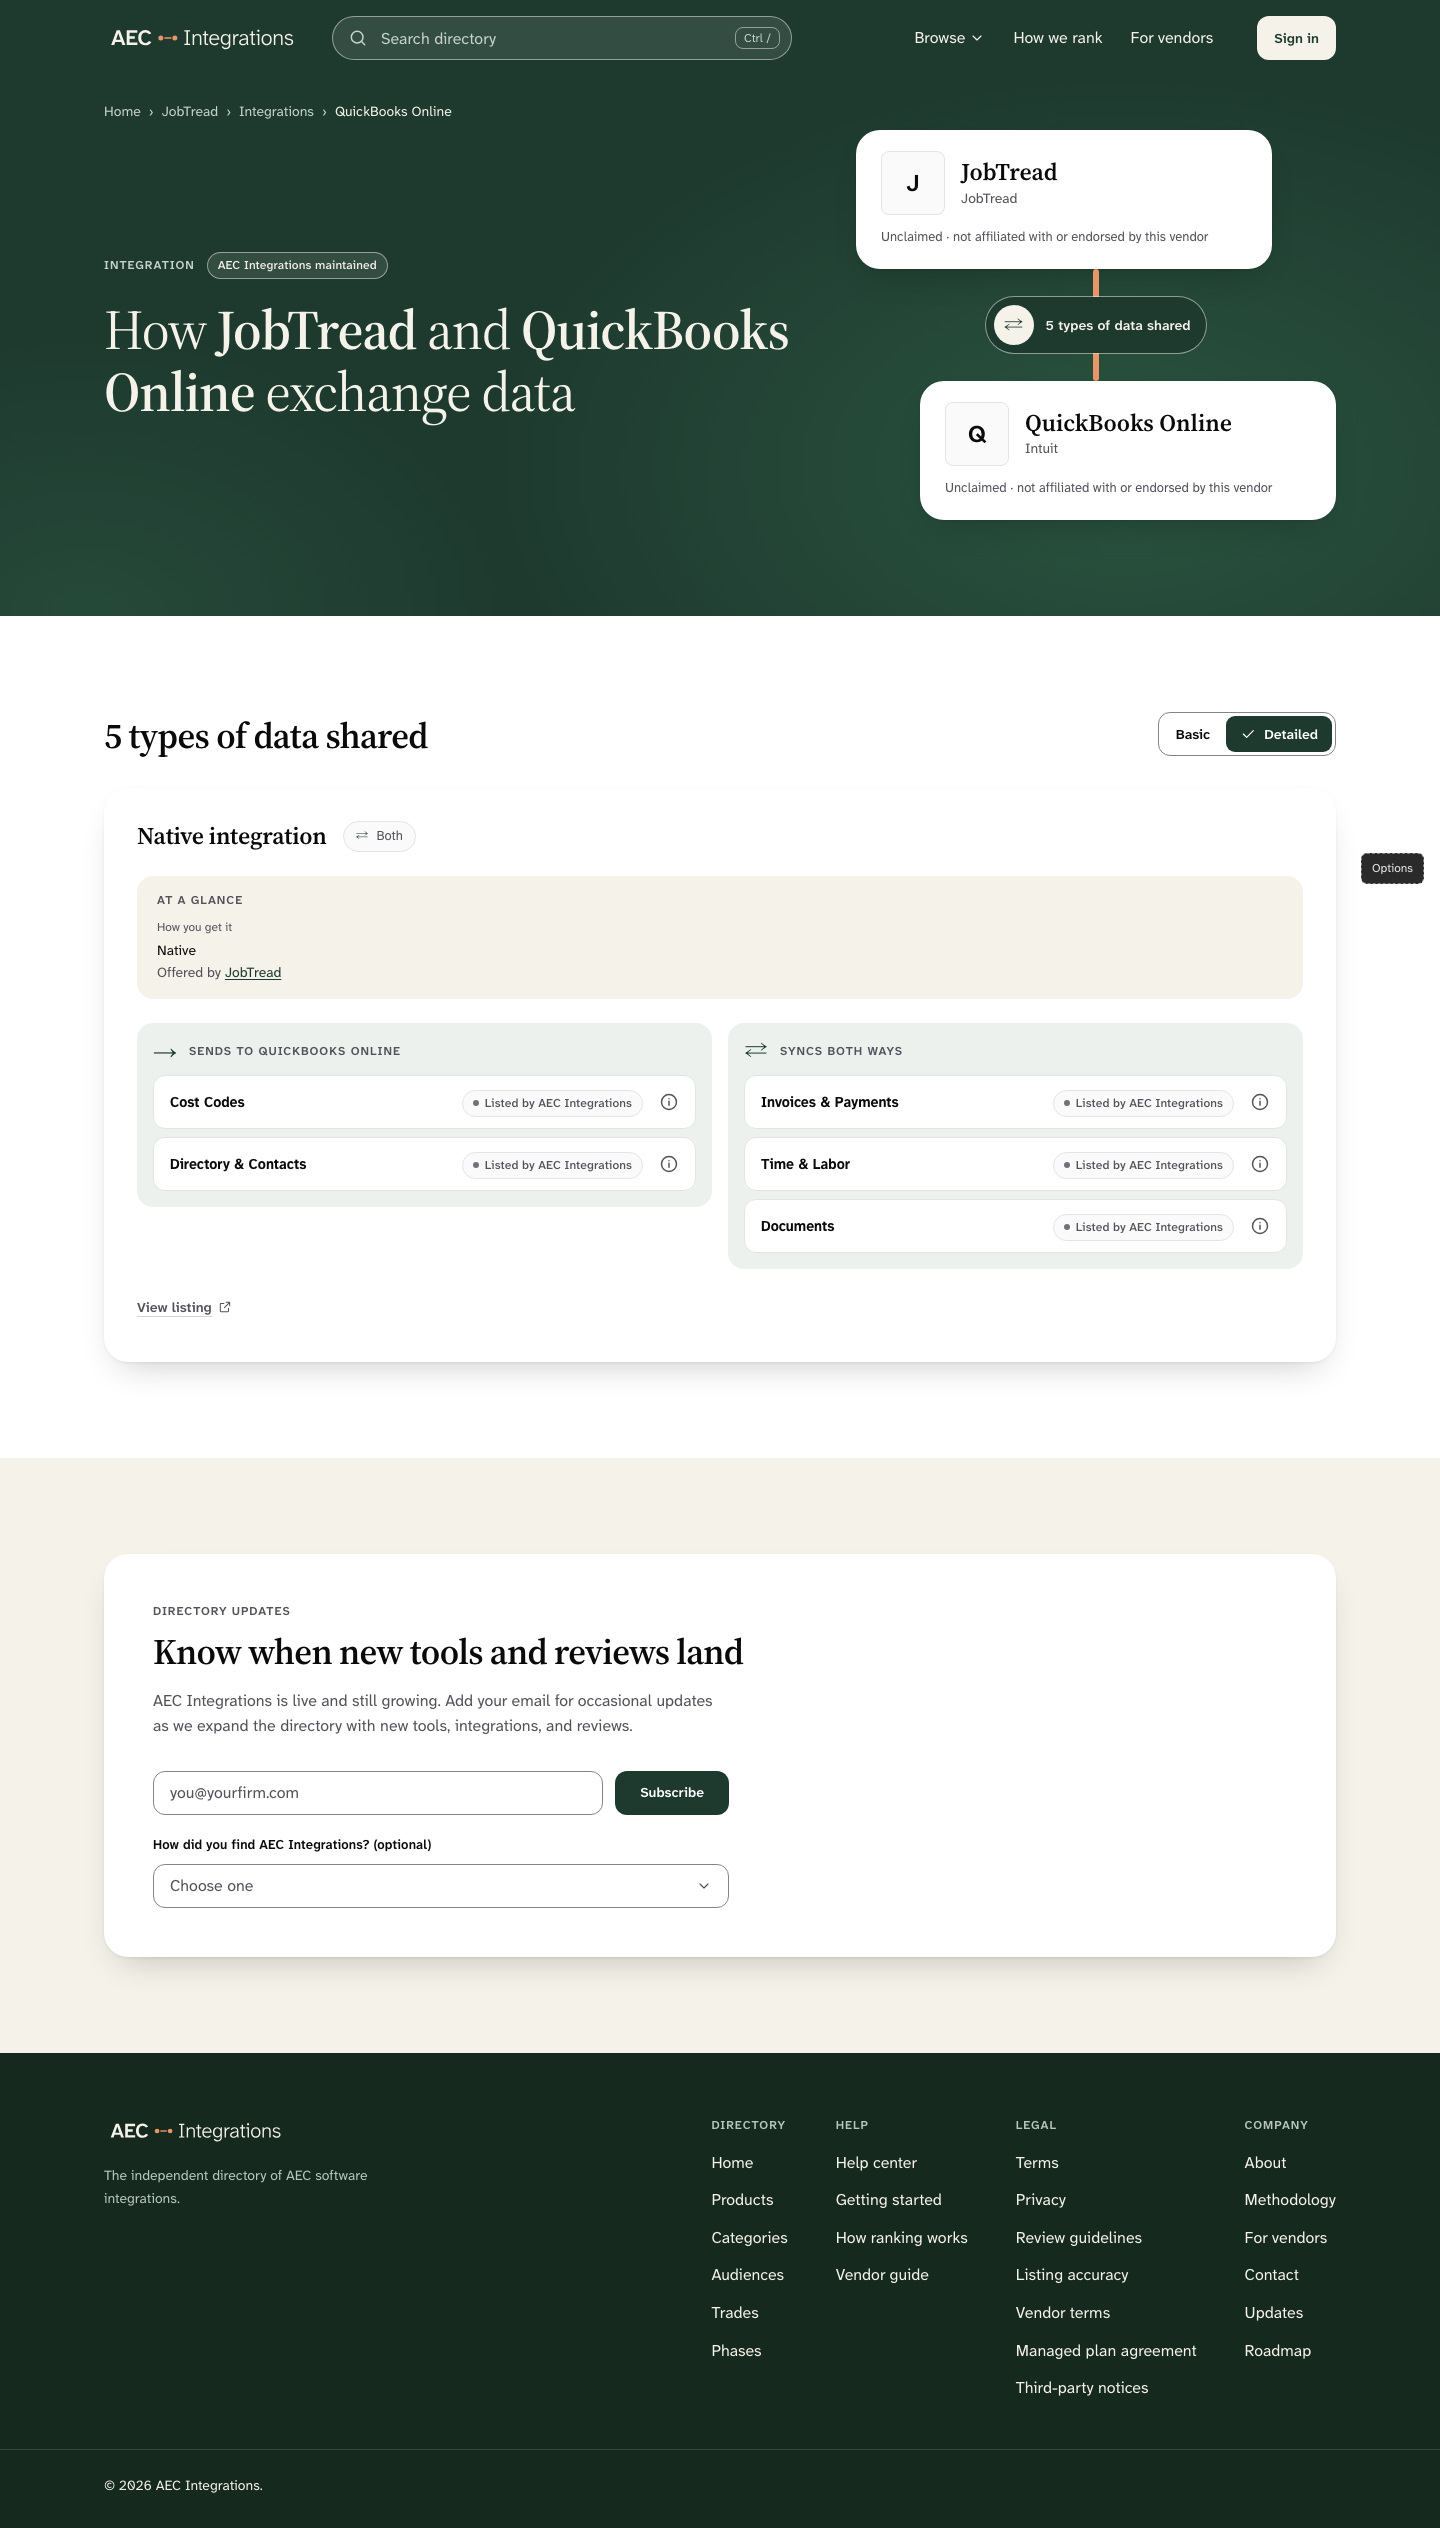 AEC Integrations
Search directory
Ctrl /
Browse
How we rank
For vendors
Sign in
Home › JobTread › Integrations › QuickBooks Online
INTEGRATION
AEC Integrations maintained
How JobTread and QuickBooks
Online exchange data
J
JobTread
JobTread
Unclaimed · not affiliated with or endorsed by this vendor
5 types of data shared
Q
QuickBooks Online
Intuit
Unclaimed · not affiliated with or endorsed by this vendor
5 types of data shared
Basic
Detailed
Native integration
Both
Options
AT A GLANCE
How you get it
Native
Offered by JobTread
SENDS TO QUICKBOOKS ONLINE
Cost Codes
Listed by AEC Integrations
Directory & Contacts
Listed by AEC Integrations
SYNCS BOTH WAYS
Invoices & Payments
Listed by AEC Integrations
Time & Labor
Listed by AEC Integrations
Documents
Listed by AEC Integrations
View listing
DIRECTORY UPDATES
Know when new tools and reviews land
AEC Integrations is live and still growing. Add your email for occasional updates
as we expand the directory with new tools, integrations, and reviews.
you@yourfirm.com
Subscribe
How did you find AEC Integrations? (optional)
Choose one
AEC Integrations
The independent directory of AEC software
integrations.
DIRECTORY
Home
Products
Categories
Audiences
Trades
Phases
HELP
Help center
Getting started
How ranking works
Vendor guide
LEGAL
Terms
Privacy
Review guidelines
Listing accuracy
Vendor terms
Managed plan agreement
Third-party notices
COMPANY
About
Methodology
For vendors
Contact
Updates
Roadmap
© 2026 AEC Integrations.